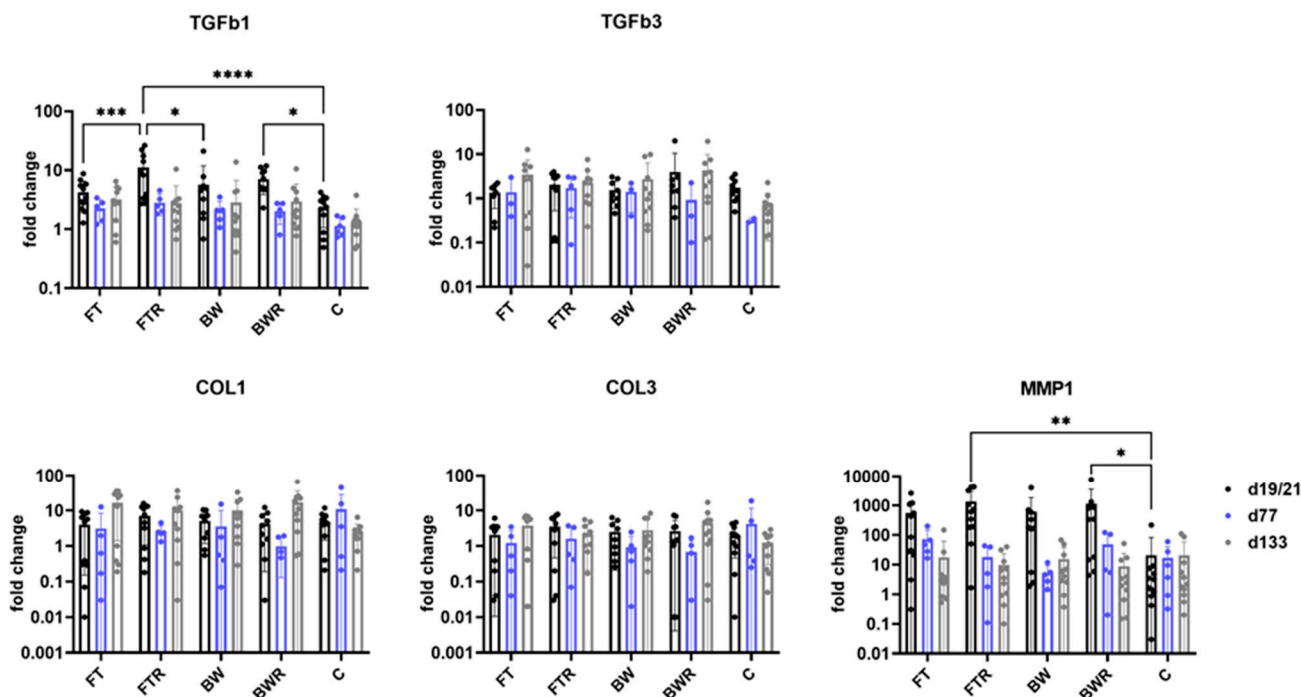 TGFb1
TGFb3
****
***
*
*
100
10
1
0.1
fold change
FT
FTR
BW
BWR
C
100
10
1
0.1
0.01
fold change
FT
FTR
BW
BWR
C
COL1
COL3
MMP1
100
10
1
0.1
0.01
0.001
fold change
FT
FTR
BW
BWR
C
100
10
1
0.1
0.01
0.001
fold change
FT
FTR
BW
BWR
C
**
*
10000
1000
100
10
1
0.1
0.01
fold change
FT
FTR
BW
BWR
C
d19/21
d77
d133